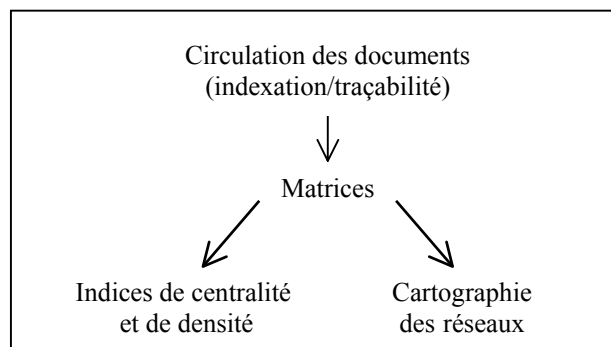 Circulation des documents
(indexation/traçabilité)
Matrices
Indices de centralité
et de densité
Cartographie
des réseaux